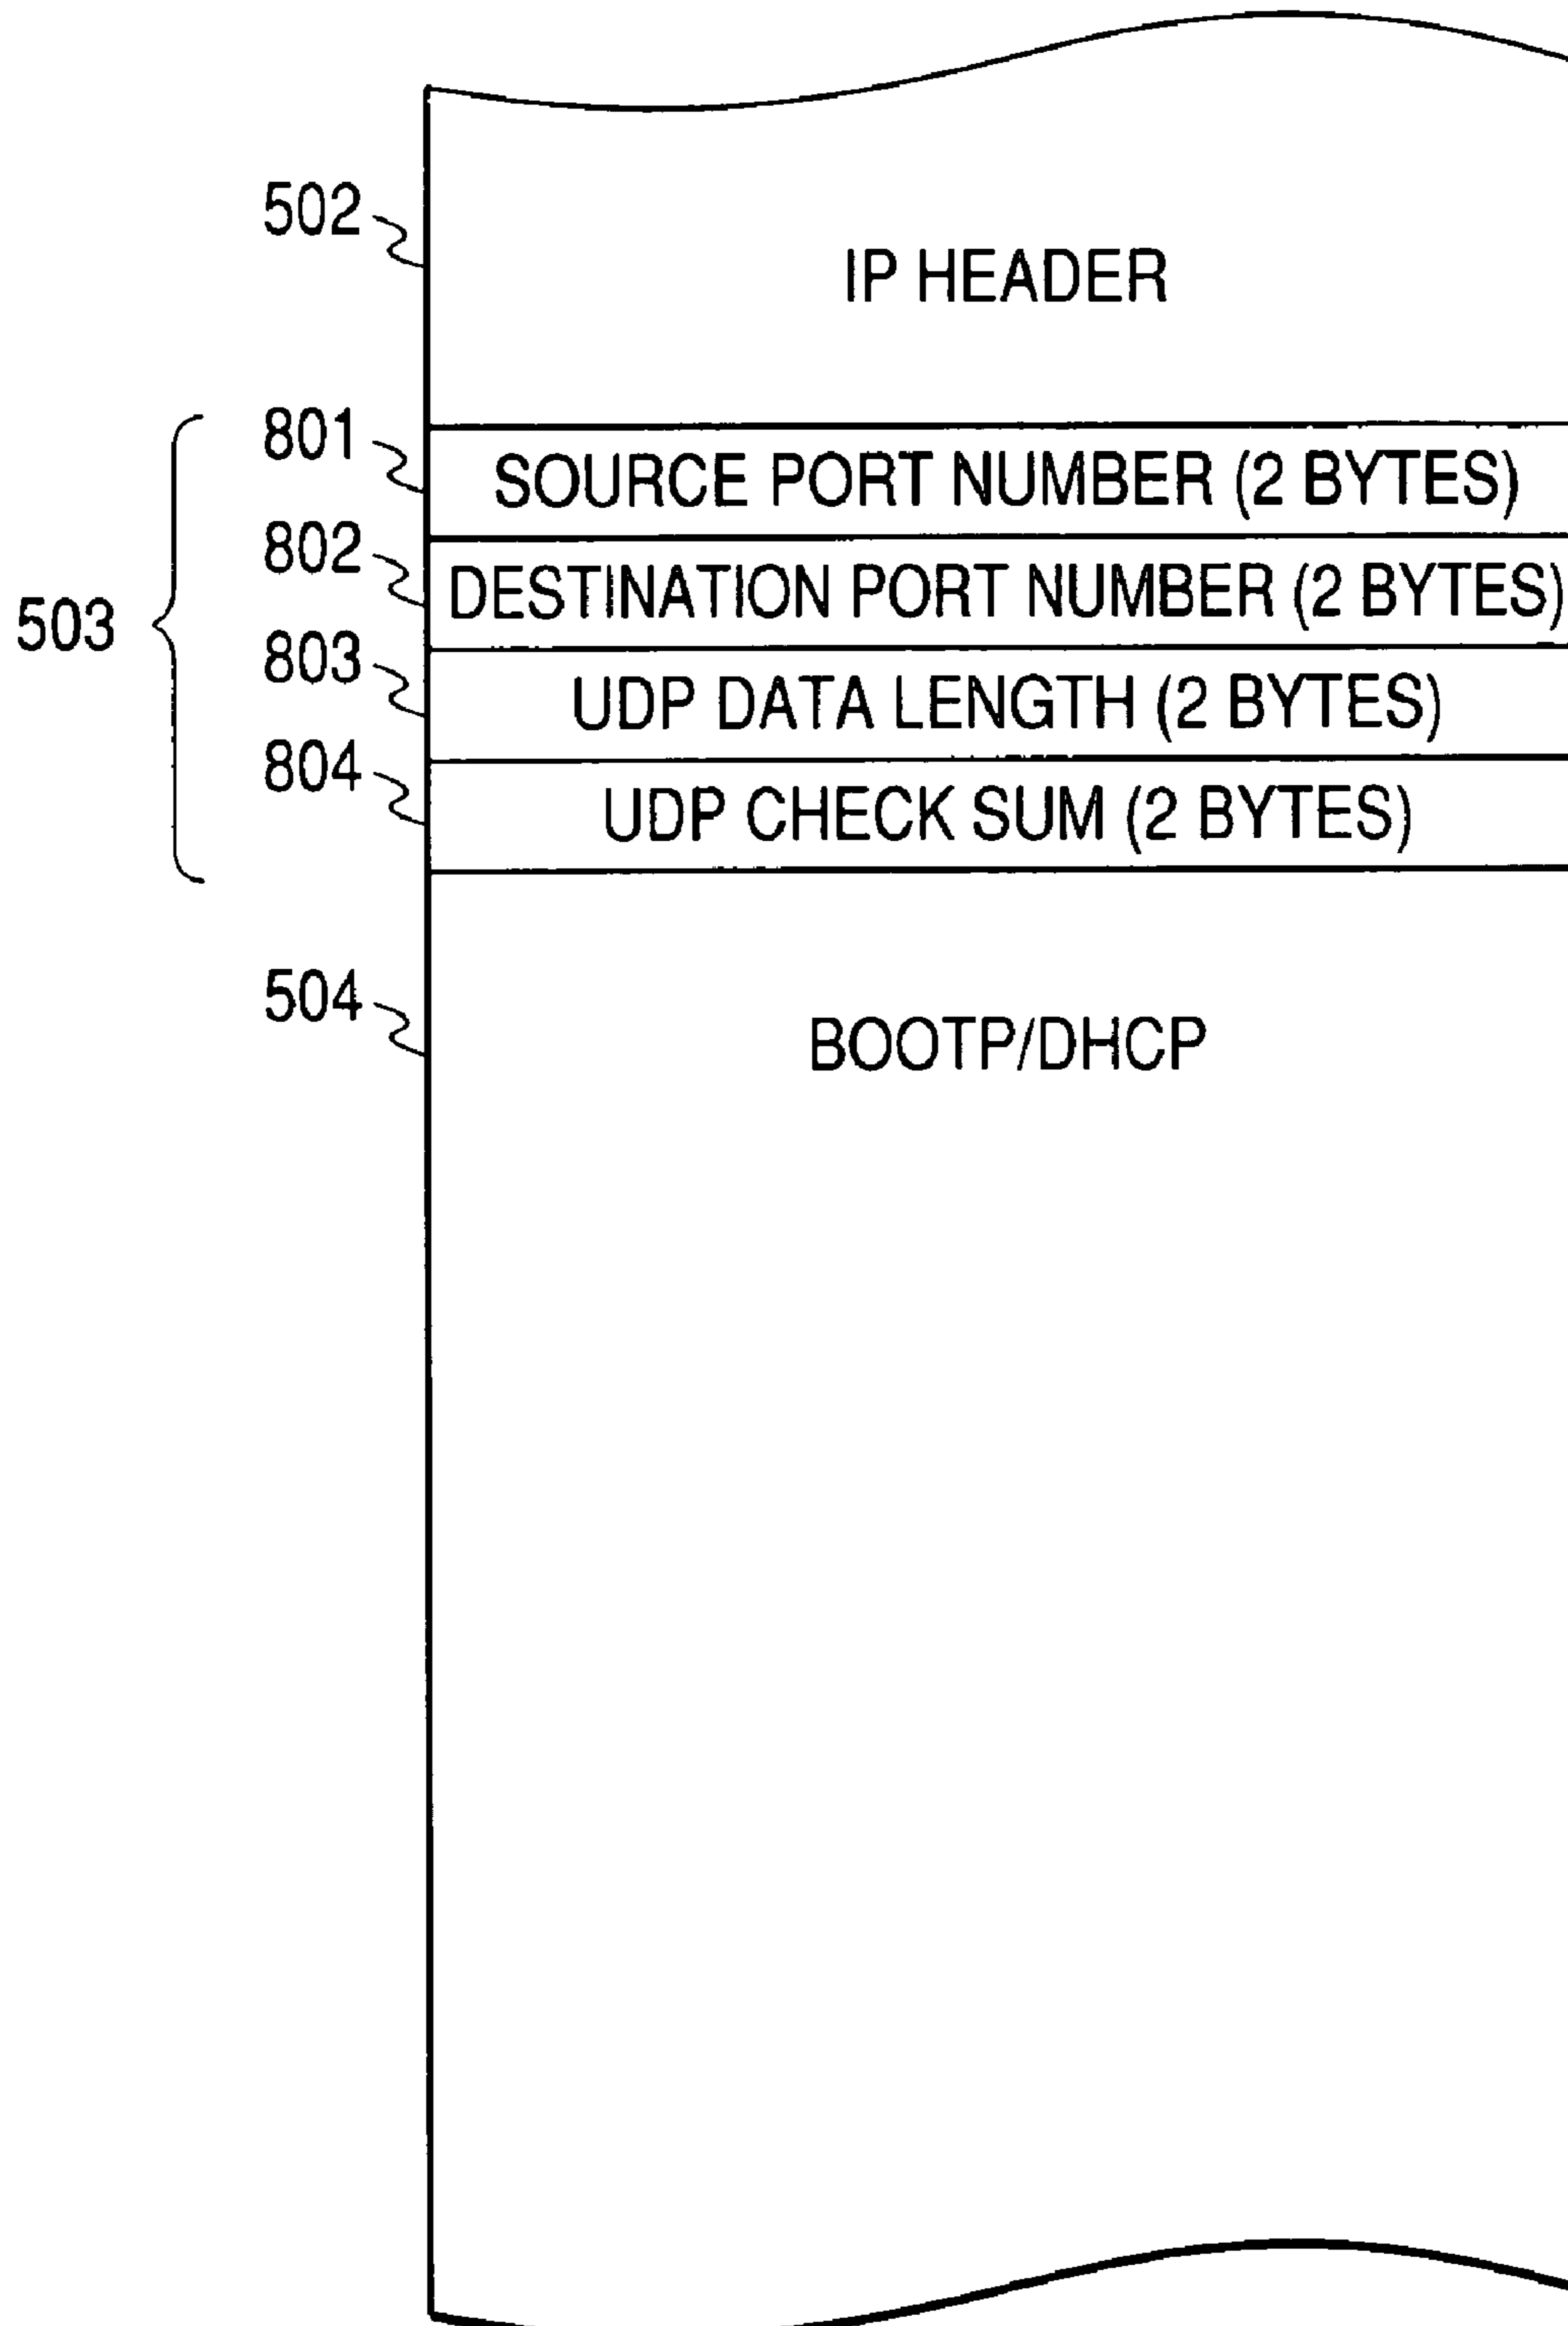 502
IP HEADER
801
SOURCE PORT NUMBER (2 BYTES)
802
DESTINATION PORT NUMBER (2 BYTES)
503
803
UDP DATA LENGTH (2 BYTES)
804
UDP CHECK SUM (2 BYTES)
504
BOOTP/DHCP